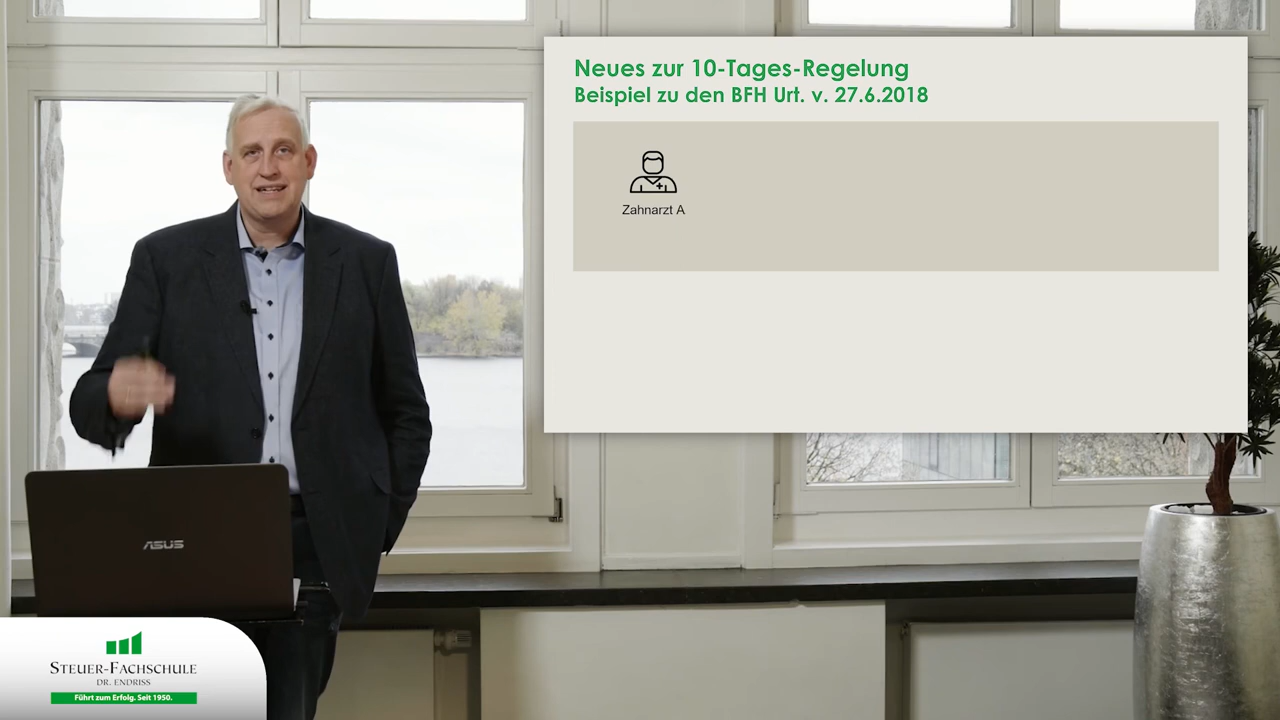 Neues zur 10-Tages-Regelung
Beispiel zu den BFH Urt. v. 27.6.2018
Zahnarzt A
ASUS
STEUER-FACHSCHULE
DR. ENDRISS
Führt zum Erfolg. Seit 1950.